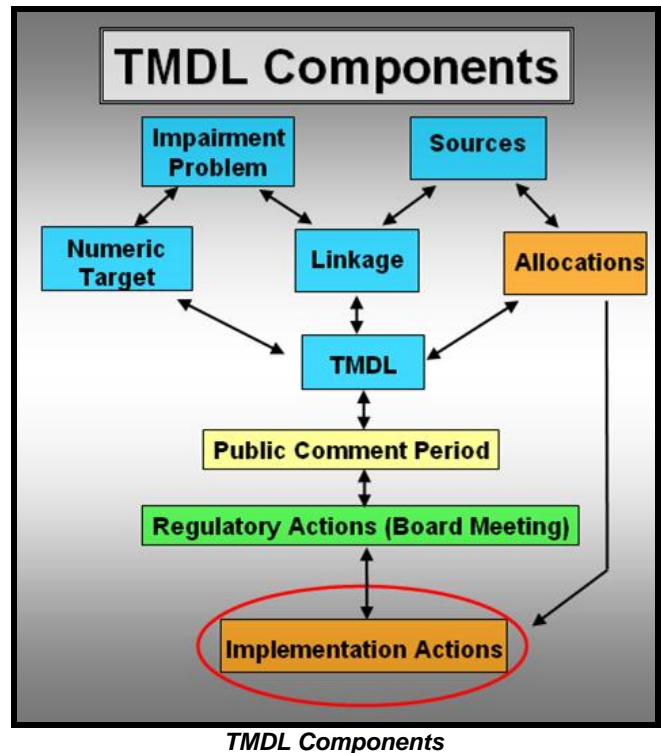 TMDL Components
Impairment
Problem
Sources
Numeric
Target
Linkage
Allocations
TMDL
Public Comment Period
Regulatory Actions (Board Meeting)
Implementation Actions
TMDL Components